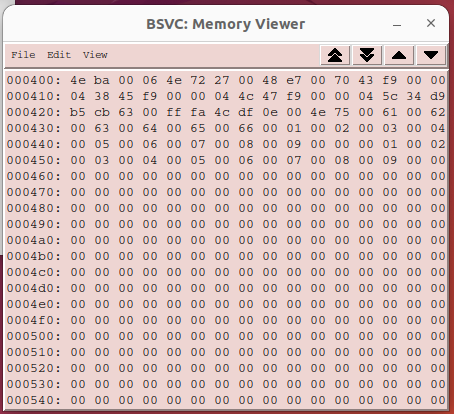 BSVC: Memory Viewer
File Edit View
000400: 4e ba 00 06 4e 72 27 00 48 e7 00 70 43 f9 00 00
000410: 04 38 45 f9 00 00 04 4c 47 f9 00 00 04 5c 34 d9
000420: b5 cb 63 00 ff fa 4c df 0e 00 4e 75 00 61 00 62
000430: 00 63 00 64 00 65 00 66 00 01 00 02 00 03 00 04
000440: 00 05 00 06 00 07 00 08 00 09 00 00 00 01 00 02
000450: 00 03 00 04 00 05 00 06 00 07 00 08 00 09 00 00
000460: 00 00 00 00 00 00 00 00 00 00 00 00 00 00 00 00
000470: 00 00 00 00 00 00 00 00 00 00 00 00 00 00 00 00
000480: 00 00 00 00 00 00 00 00 00 00 00 00 00 00 00 00
000490: 00 00 00 00 00 00 00 00 00 00 00 00 00 00 00 00
0004a0: 00 00 00 00 00 00 00 00 00 00 00 00 00 00 00 00
0004b0: 00 00 00 00 00 00 00 00 00 00 00 00 00 00 00 00
0004c0: 00 00 00 00 00 00 00 00 00 00 00 00 00 00 00 00
0004d0: 00 00 00 00 00 00 00 00 00 00 00 00 00 00 00 00
0004e0: 00 00 00 00 00 00 00 00 00 00 00 00 00 00 00 00
0004f0: 00 00 00 00 00 00 00 00 00 00 00 00 00 00 00 00
000500: 00 00 00 00 00 00 00 00 00 00 00 00 00 00 00 00
000510: 00 00 00 00 00 00 00 00 00 00 00 00 00 00 00 00
000520: 00 00 00 00 00 00 00 00 00 00 00 00 00 00 00 00
000530: 00 00 00 00 00 00 00 00 00 00 00 00 00 00 00 00
000540: 00 00 00 00 00 00 00 00 00 00 00 00 00 00 00 00